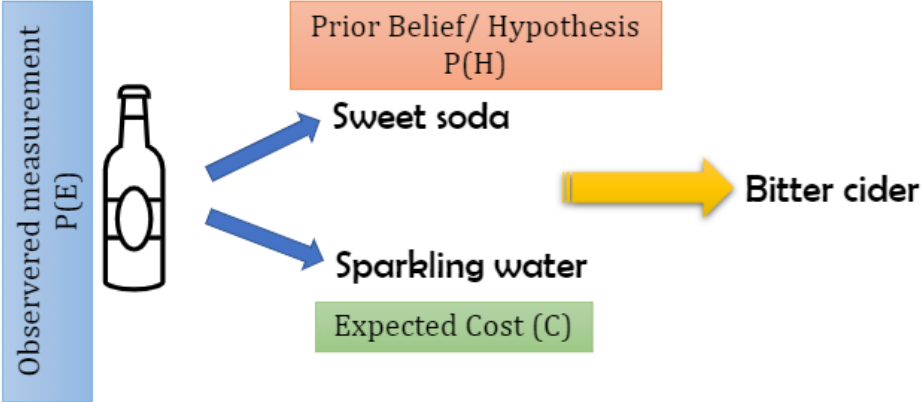 Observered measurement
P(E)
Prior Belief/ Hypothesis
P(H)
Sweet soda
Bitter cider
Sparkling water
Expected Cost (C)